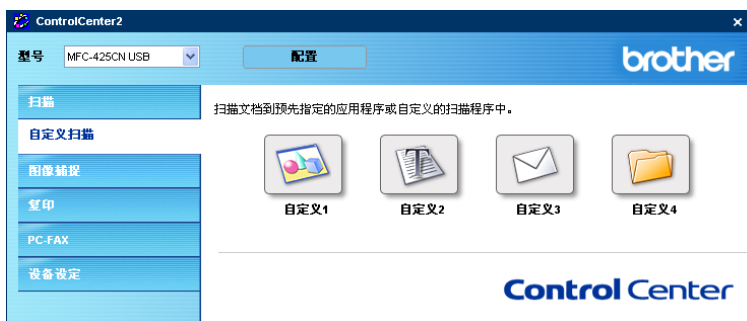 ControlCenter2
型号 MFC-425CN USB 配置 brother
扫描
扫描文档到预先指定的应用程序或自定义的扫描程序中。
自定义扫描
图像捕捉
复印
PC-FAX
设备设定
自定义1 自定义2 自定义3 自定义4
Control Center